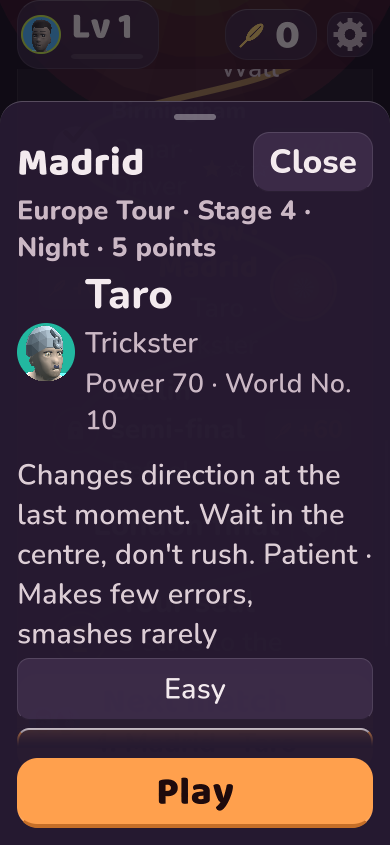 Lv 1
0
Wall
Madrid
Close
Europe Tour · Stage 4 ·
Night · 5 points
Taro
Trickster
Power 70 · World No.
10
Changes direction at the
last moment. Wait in the
centre, don't rush. Patient ·
Makes few errors,
smashes rarely
Easy
Play